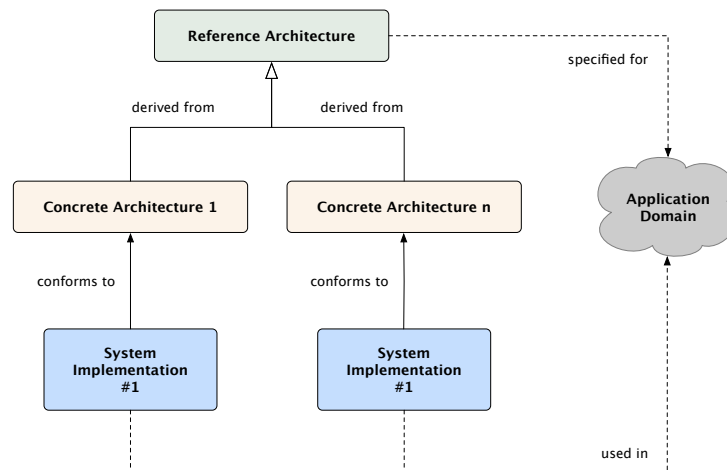 Reference Architecture
specified for
derived from
derived from
Concrete Architecture 1
Concrete Architecture n
Application
Domain
conforms to
conforms to
System
Implementation
#1
System
Implementation
#1
used in